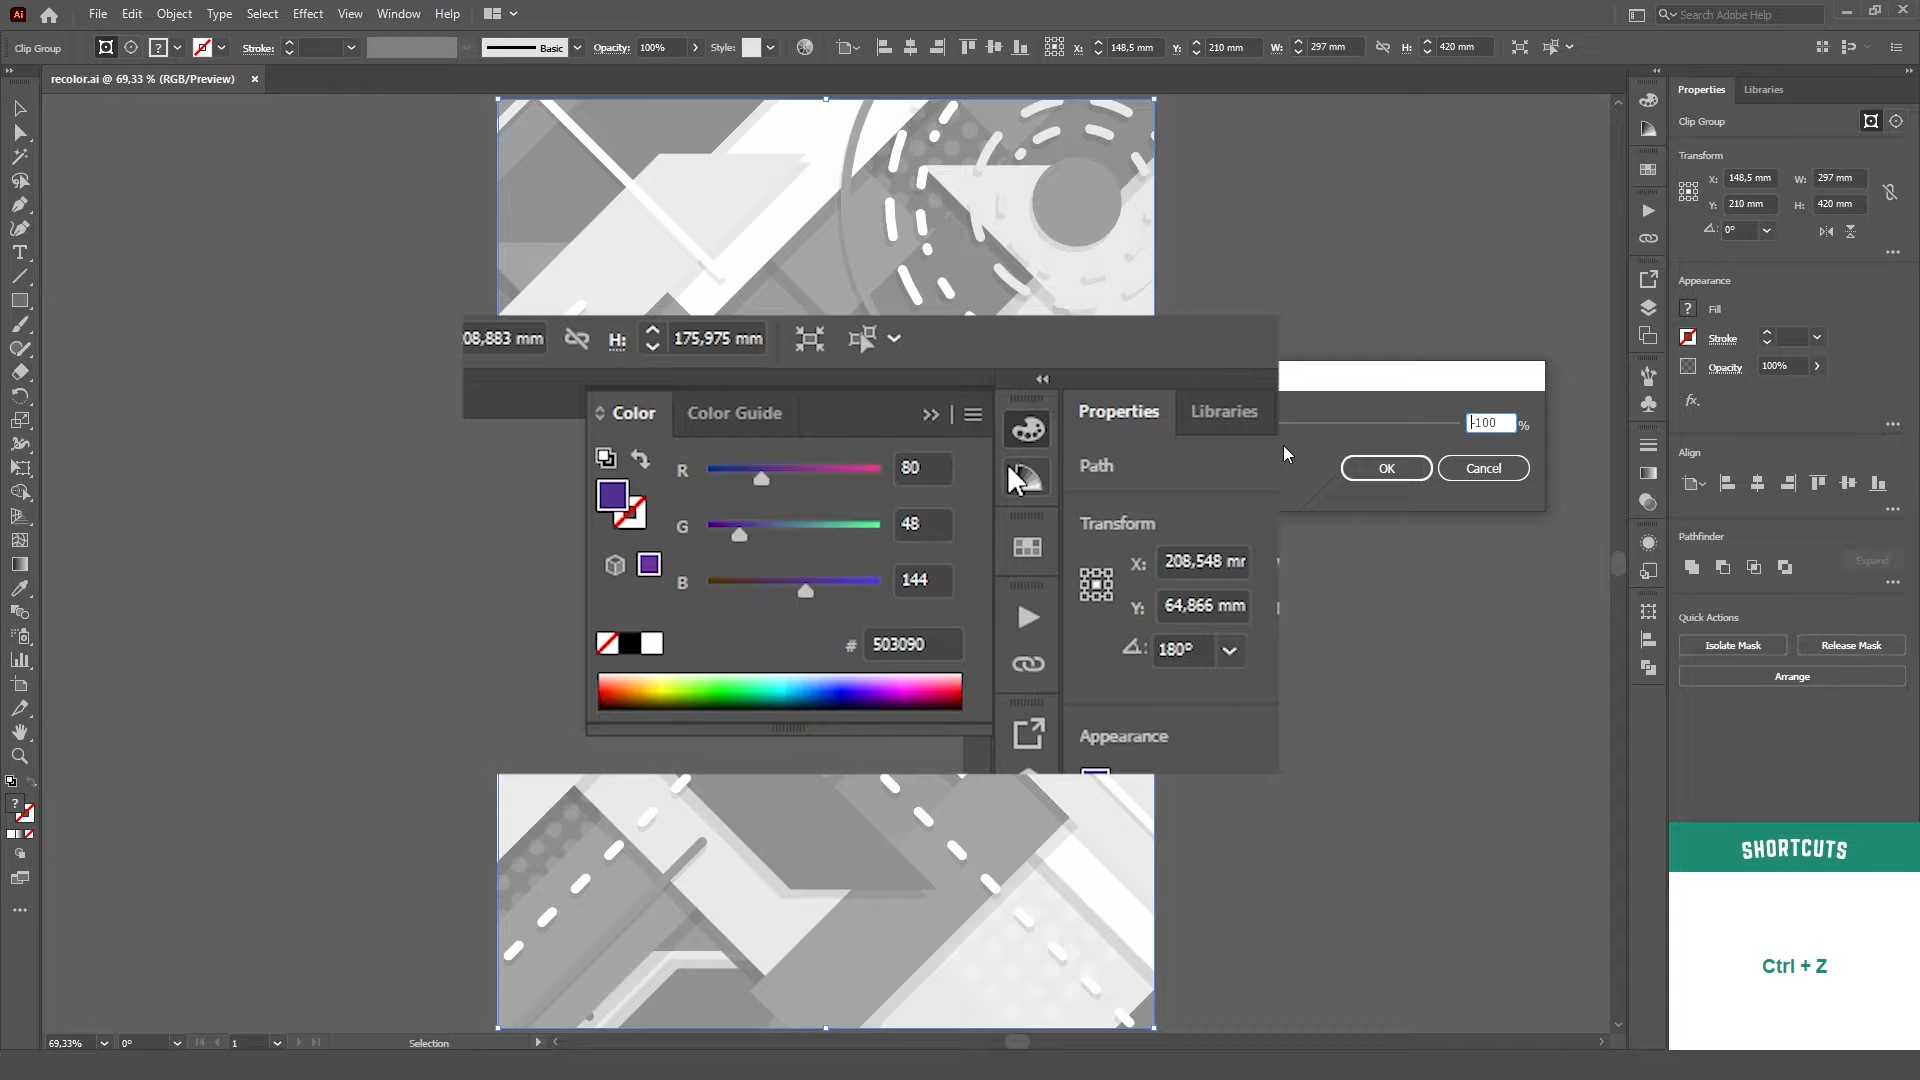 Ai File Edit Object Type Select Effect View Window Help Search Adobe Help
Clip Group ? Stroke: Basic Opacity: 100% Style: X: 148,5 mm Y: 210 mm W: 297 mm H: 420 mm
recolor.ai @ 69,33 % (RGB/Preview)
Properties Libraries
Clip Group
Transform
X: 148,5 mm W: 297 mm
Y: 210 mm H: 420 mm
0°
Appearance
? Fill
Stroke
Opacity 100%
fx.
Align
Pathfinder
Expand
Quick Actions
Isolate Mask Release Mask
Arrange
08,883 mm H: 175,975 mm
Color Color Guide
R 80
G 48
B 144
# 503090
Properties Libraries
Path
Transform
X: 208,548 mr
Y: 64,866 mm
180°
Appearance
-100 %
OK Cancel
SHORTCUTS
Ctrl + Z
?
69,33% 0° 1 Selection